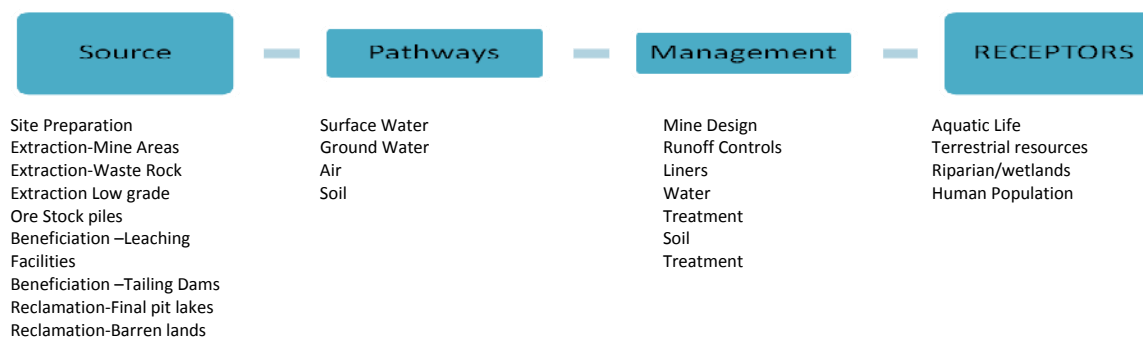 Source
Pathways
Management
RECEPTORS
Site Preparation
Extraction-Mine Areas
Extraction-Waste Rock
Extraction Low grade
Ore Stock piles
Beneficiation –Leaching
Facilities
Beneficiation –Tailing Dams
Reclamation-Final pit lakes
Reclamation-Barren lands
Surface Water
Ground Water
Air
Soil
Mine Design
Runoff Controls
Liners
Water
Treatment
Soil
Treatment
Aquatic Life
Terrestrial resources
Riparian/wetlands
Human Population